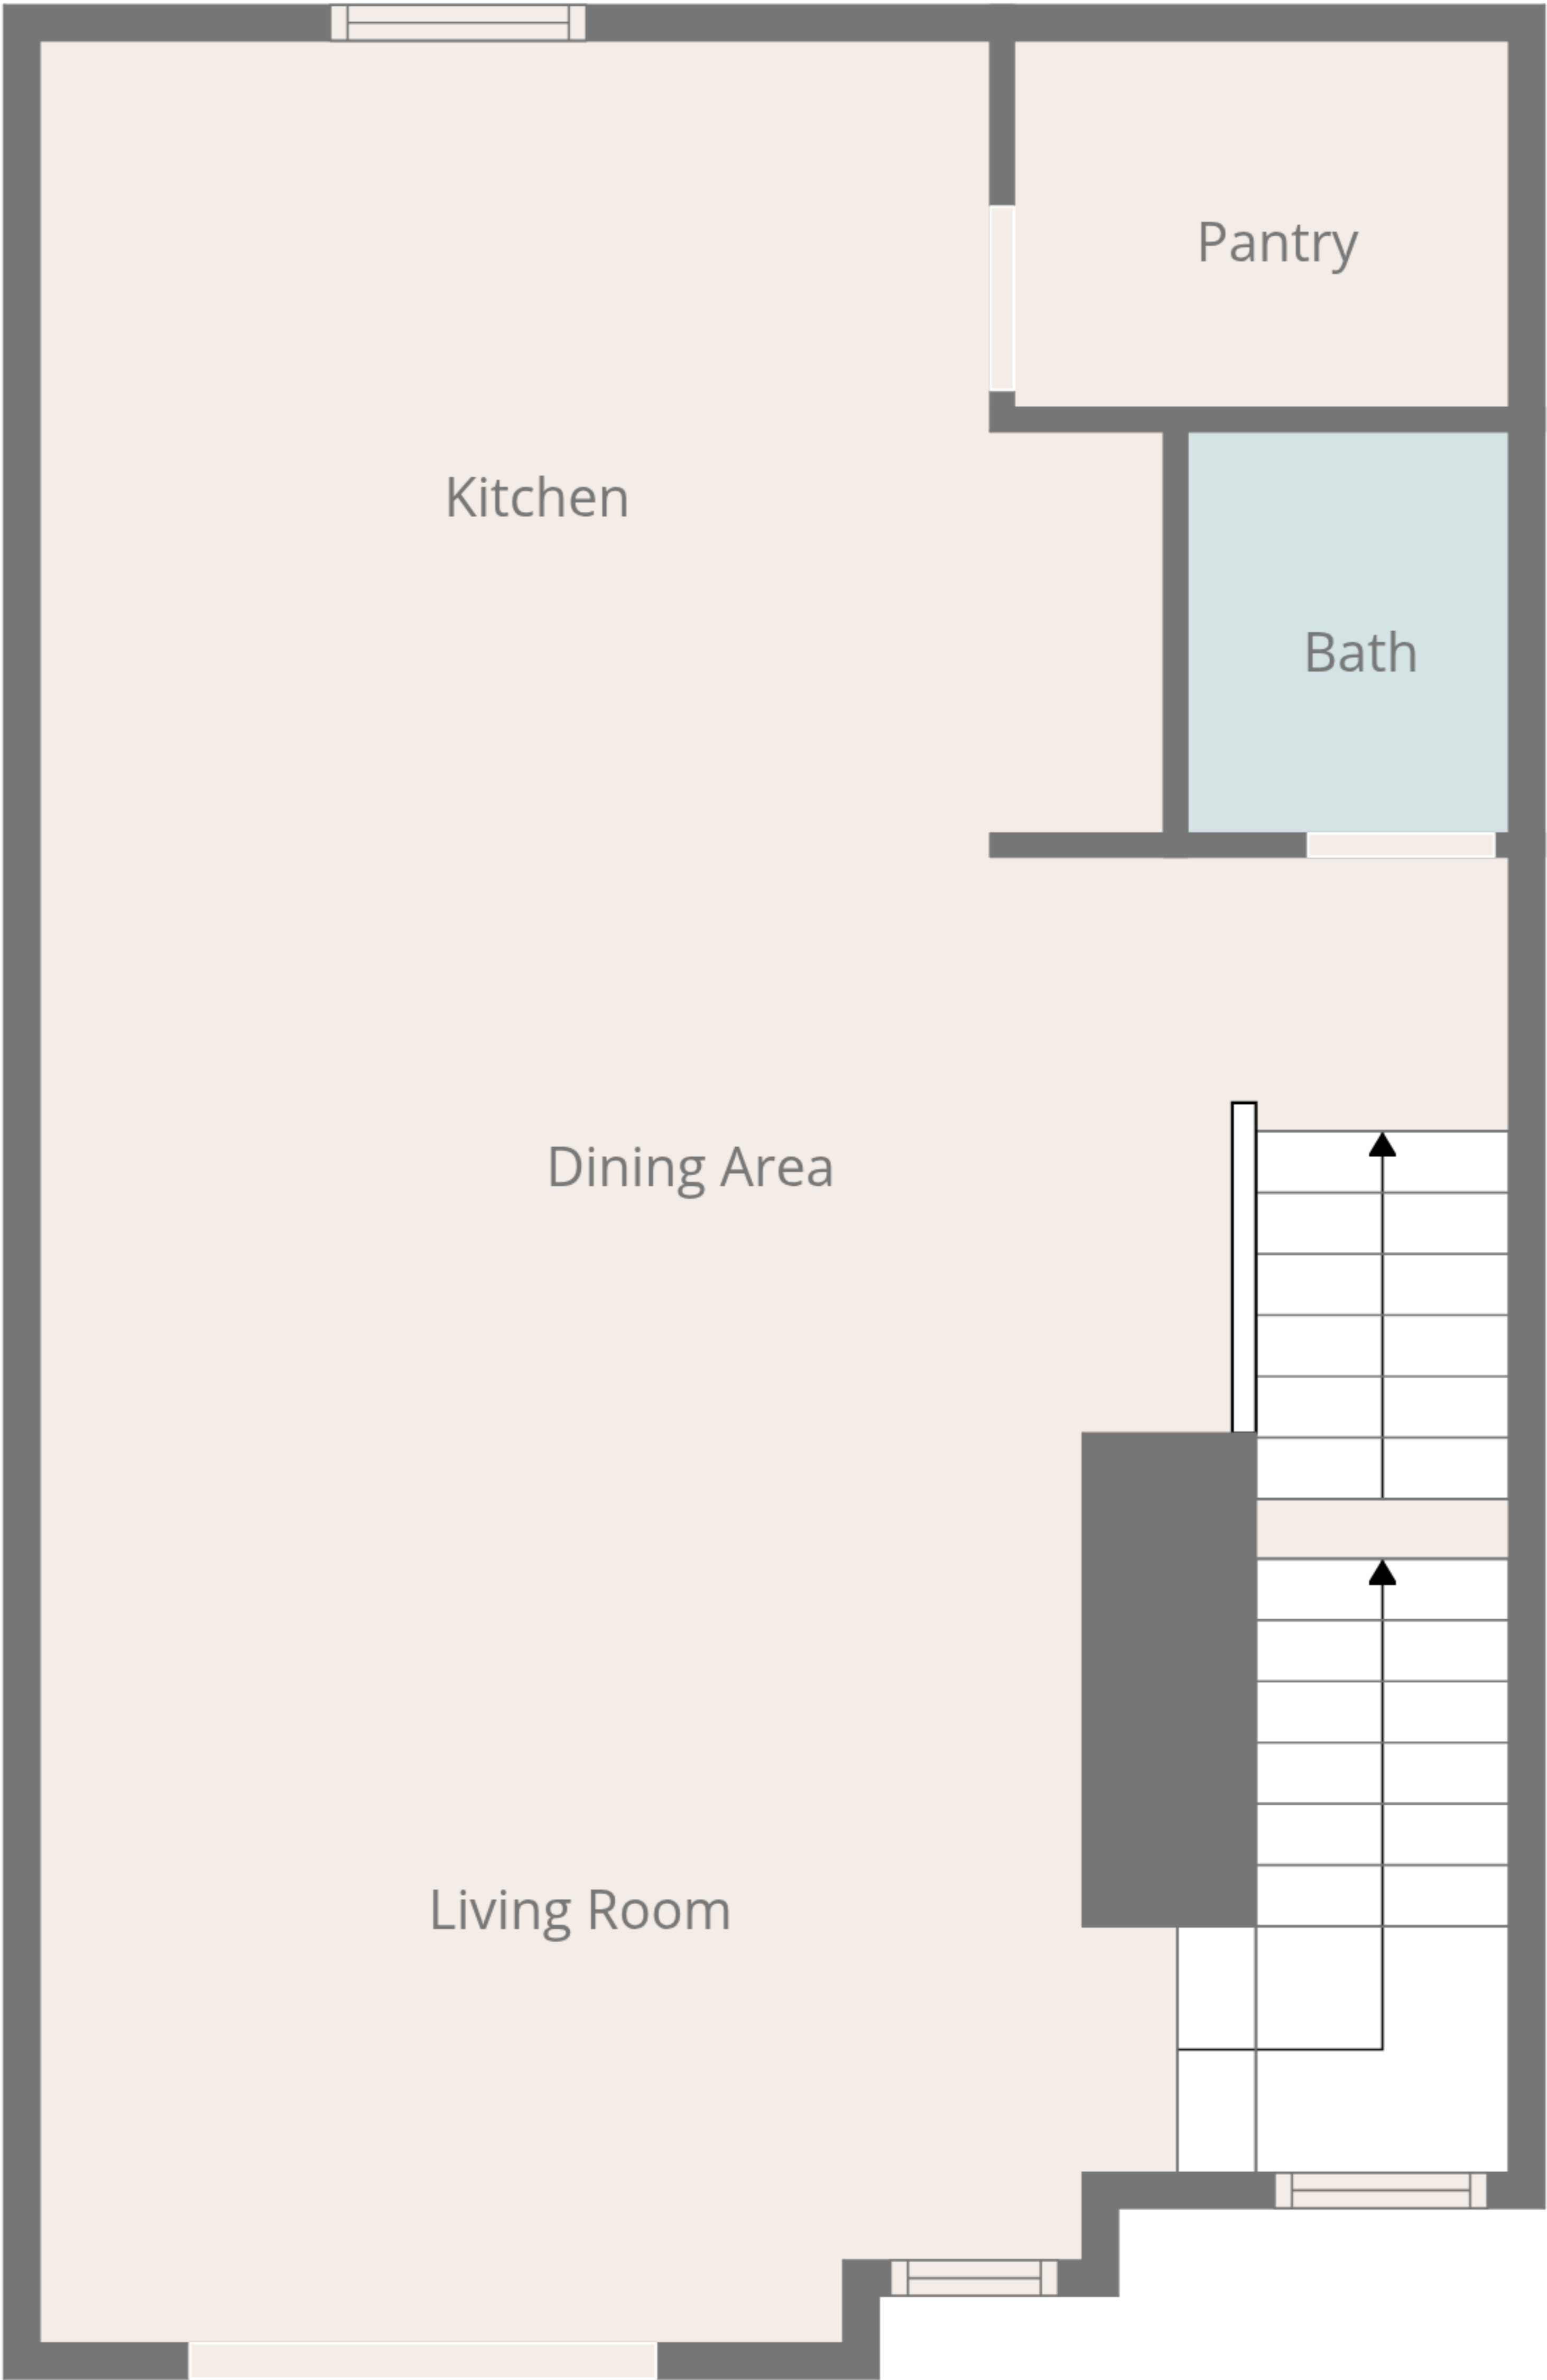 Pantry
Kitchen
Bath
Dining Area
Living Room